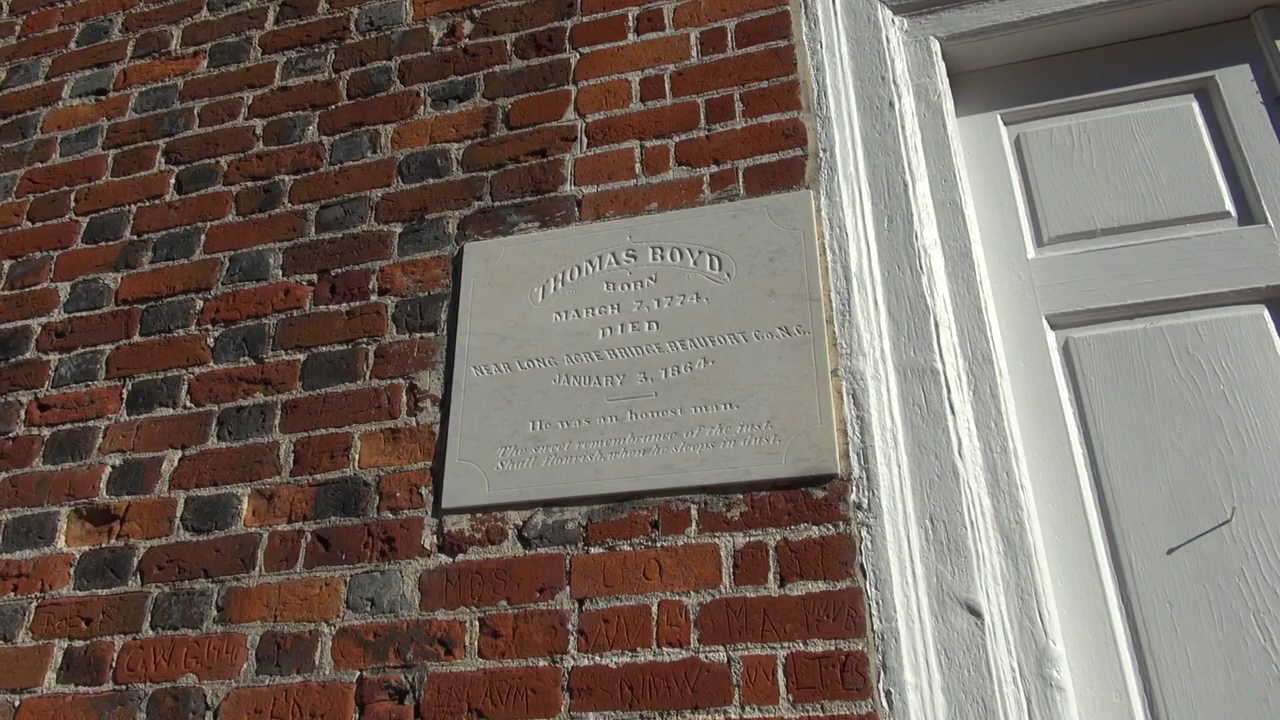 THOMAS BOYD,
BORN
MARCH 7, 1774,
DIED
NEAR LONG ACRE BRIDGE, BEAUFORT Co. N.C.
JANUARY 3, 1864.
He was an honest man.
The sweet remembrance of the just,
Shall flourish, when he sleeps in dust.
MDS